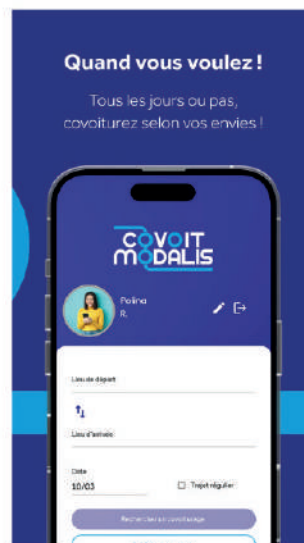 Quand vous voulez !
Tous les jours ou pas,
covoiturez selon vos envies !
COVOIT
MODALIS
Polina
R.
Lieu de départ
Lieu d'arrivée
Date
10/03
Trajet régulier
Rechercher un covoiturage